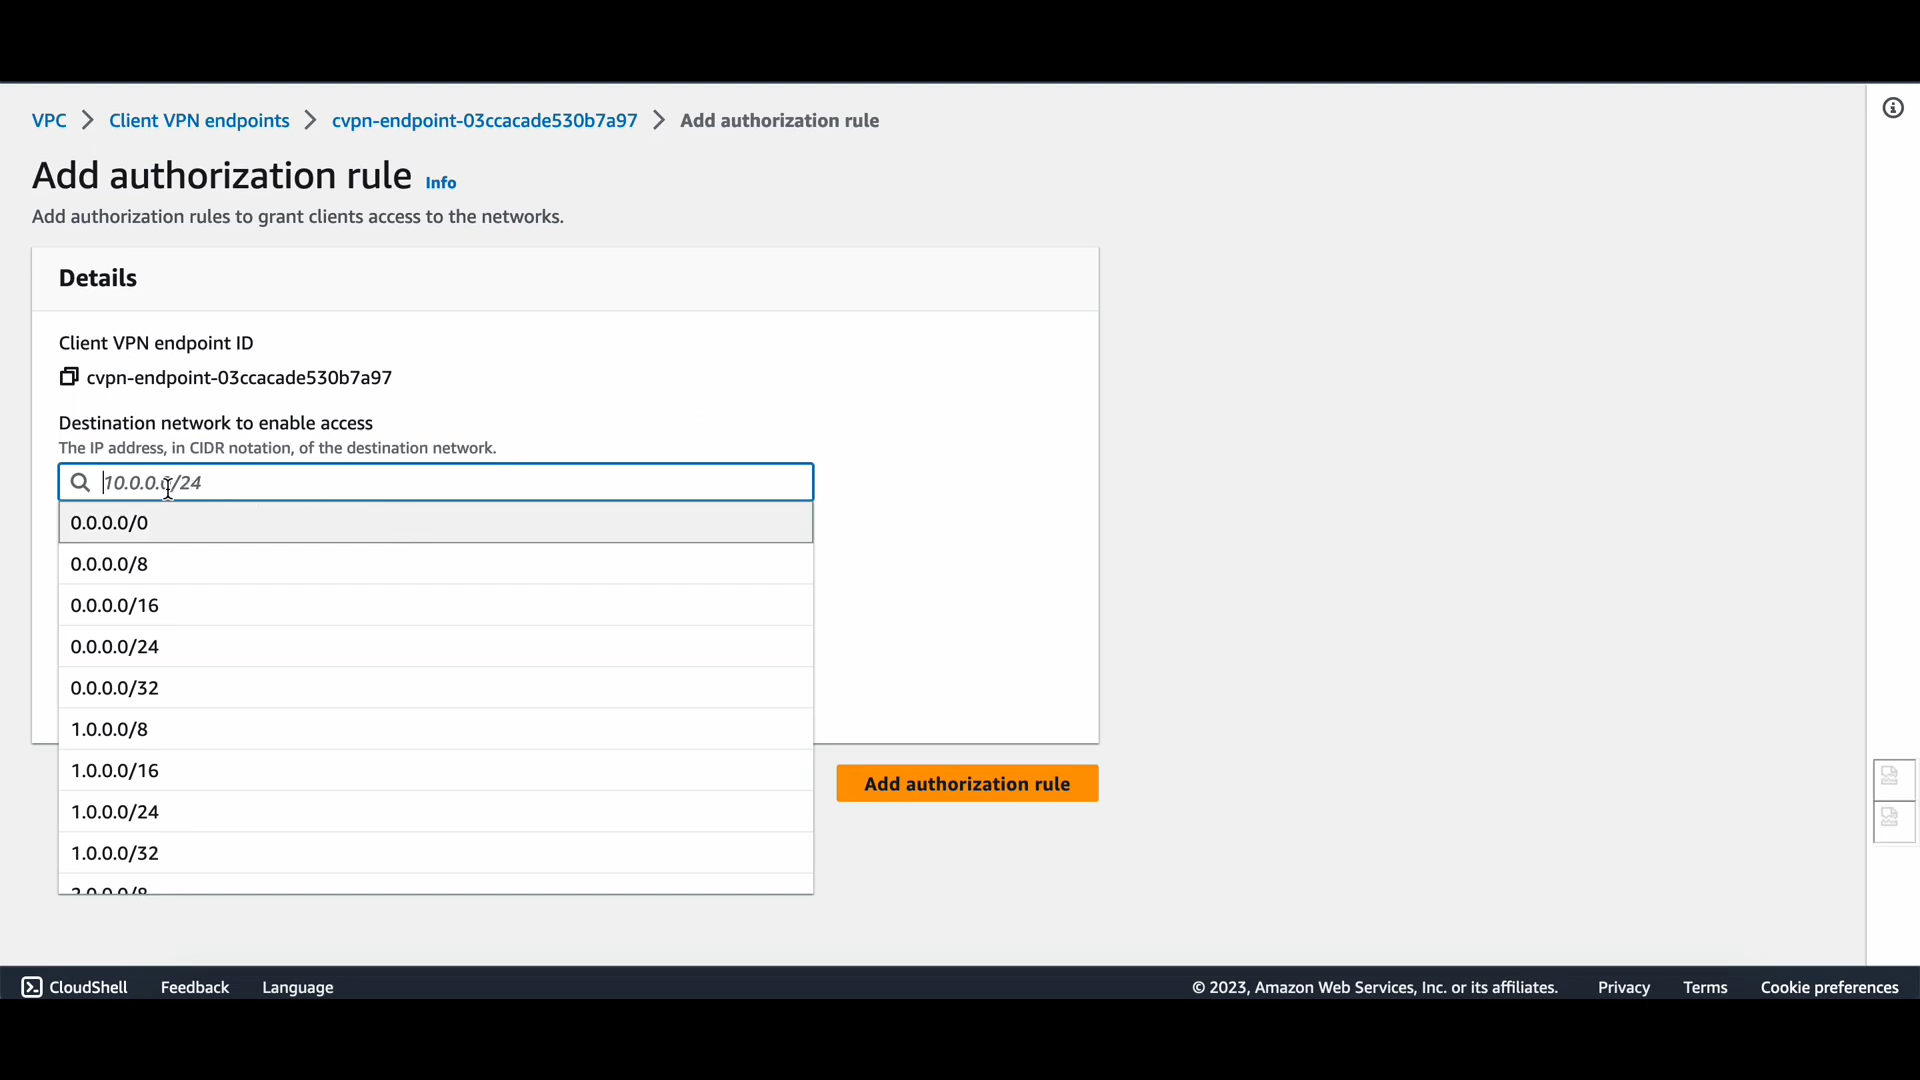 VPC > Client VPN endpoints > cvpn-endpoint-03ccacade530b7a97 > Add authorization rule
Add authorization rule Info
Add authorization rules to grant clients access to the networks.
Details
Client VPN endpoint ID
cvpn-endpoint-03ccacade530b7a97
Destination network to enable access
The IP address, in CIDR notation, of the destination network.
10.0.0.0/24
0.0.0.0/0
0.0.0.0/8
0.0.0.0/16
0.0.0.0/24
0.0.0.0/32
1.0.0.0/8
1.0.0.0/16
1.0.0.0/24
1.0.0.0/32
2.0.0.0/8
Add authorization rule
CloudShell Feedback Language © 2023, Amazon Web Services, Inc. or its affiliates. Privacy Terms Cookie preferences